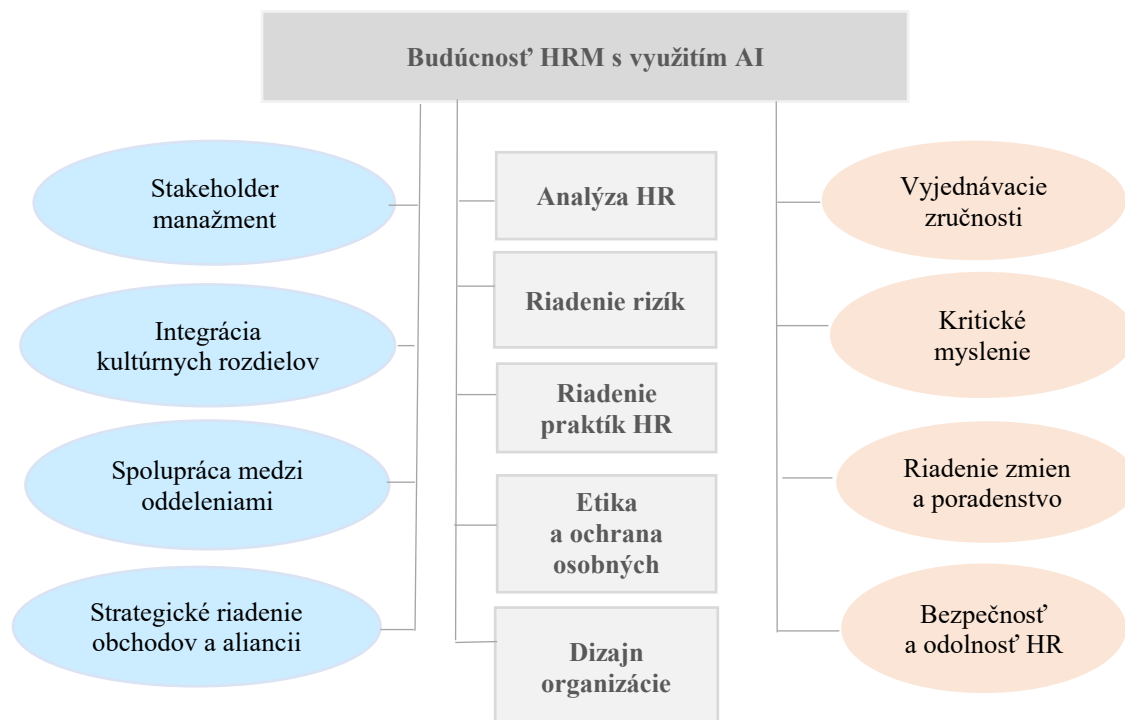 Budúcnosť HRM s využitím AI
Stakeholder
manažment
Integrácia
kultúrnych rozdielov
Spolupráca medzi
oddeleniami
Strategické riadenie
obchodov a aliancii
Analýza HR
Riadenie rizík
Riadenie
praktík HR
Etika
a ochrana
osobných
Dizajn
organizácie
Vyjednávacie
zručnosti
Kritické
myslenie
Riadenie zmien
a poradenstvo
Bezpečnosť
a odolnosť HR